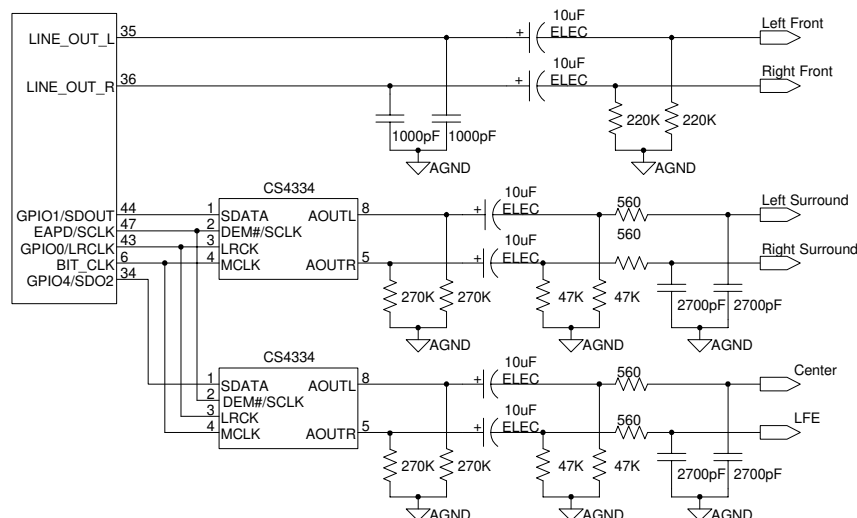 35
LINE_OUT_L
10uF
+
ELEC
Left Front
36
LINE_OUT_R
10uF
+
ELEC
Right Front
1000pF
1000pF
220K
220K
AGND
AGND
CS4334
GPIO1/SDOUT
44
1
SDATA
AOUTL
8
10uF
+
ELEC
560
Left Surround
EAPD/SCLK
47
2
DEM#/SCLK
GPIO0/LRCLK
43
3
LRCK
BIT_CLK
6
4
MCLK
AOUTR
5
10uF
+
ELEC
560
Right Surround
GPIO4/SDO2
34
270K
270K
47K
47K
2700pF
2700pF
AGND
AGND
AGND
CS4334
1
SDATA
AOUTL
8
10uF
+
ELEC
560
Center
2
DEM#/SCLK
3
LRCK
4
MCLK
AOUTR
5
10uF
+
ELEC
560
LFE
270K
270K
47K
47K
2700pF
2700pF
AGND
AGND
AGND